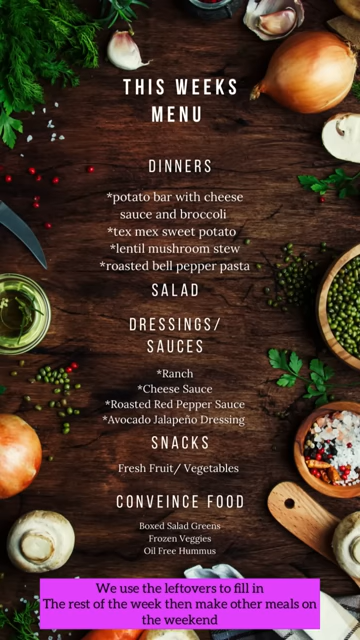 THIS WEEKS
MENU
DINNERS
*potato bar with cheese
sauce and broccoli
*tex mex sweet potato
*lentil mushroom stew
*roasted bell pepper pasta
SALAD
DRESSINGS/
SAUCES
*Ranch
*Cheese Sauce
*Roasted Red Pepper Sauce
*Avocado Jalapeño Dressing
SNACKS
Fresh Fruit/ Vegetables
CONVEINCE FOOD
Boxed Salad Greens
Frozen Veggies
Oil Free Hummus
We use the leftovers to fill in
The rest of the week then make other meals on
the weekend